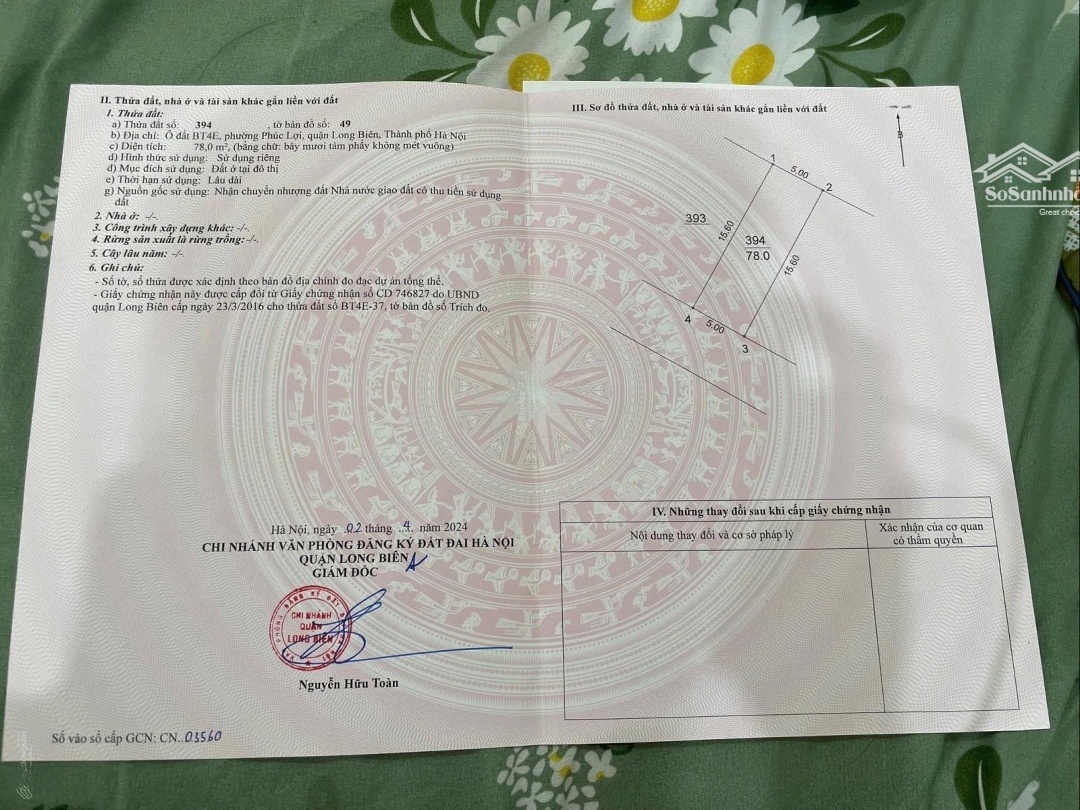 II. Thửa đất, nhà ở và tài sản khác gắn liền với đất
1. Thửa đất:
a) Thửa đất số: 394 , tờ bản đồ số: 49
b) Địa chỉ: Ô đất BT4E, phường Phúc Lợi, quận Long Biên, Thành phố Hà Nội
c) Diện tích: 78,0 m², (bằng chữ: bảy mươi tám phẩy không mét vuông)
d) Hình thức sử dụng: Sử dụng riêng
đ) Mục đích sử dụng: Đất ở tại đô thị
e) Thời hạn sử dụng: Lâu dài
g) Nguồn gốc sử dụng: Nhận chuyển nhượng đất Nhà nước giao đất có thu tiền sử dụng
đất
2. Nhà ở: -/-.
3. Công trình xây dựng khác: -/-.
4. Rừng sản xuất là rừng trồng: -/-.
5. Cây lâu năm: -/-.
6. Ghi chú:
- Số tờ, số thửa được xác định theo bản đồ địa chính đo đạc dự án tổng thể.
- Giấy chứng nhận này được cấp đổi từ Giấy chứng nhận số CD 746827 do UBND
quận Long Biên cấp ngày 23/3/2016 cho thửa đất số BT4E-37, tờ bản đồ số Trích đo.
Hà Nội, ngày 02 tháng 4 năm 2024
CHI NHÁNH VĂN PHÒNG ĐĂNG KÝ ĐẤT ĐAI HÀ NỘI
QUẬN LONG BIÊN
GIÁM ĐỐC
CHI NHÁNH
QUẬN
LONG BIÊN
Nguyễn Hữu Toàn
Số vào sổ cấp GCN: CN..03560
III. Sơ đồ thửa đất, nhà ở và tài sản khác gắn liền với đất
B
1
5.00
2
393
15.60
394
78.0
15.60
4
5.00
3
IV. Những thay đổi sau khi cấp giấy chứng nhận
Nội dung thay đổi và cơ sở pháp lý
Xác nhận của cơ quan
có thẩm quyền
SoSanhnh
Great cho